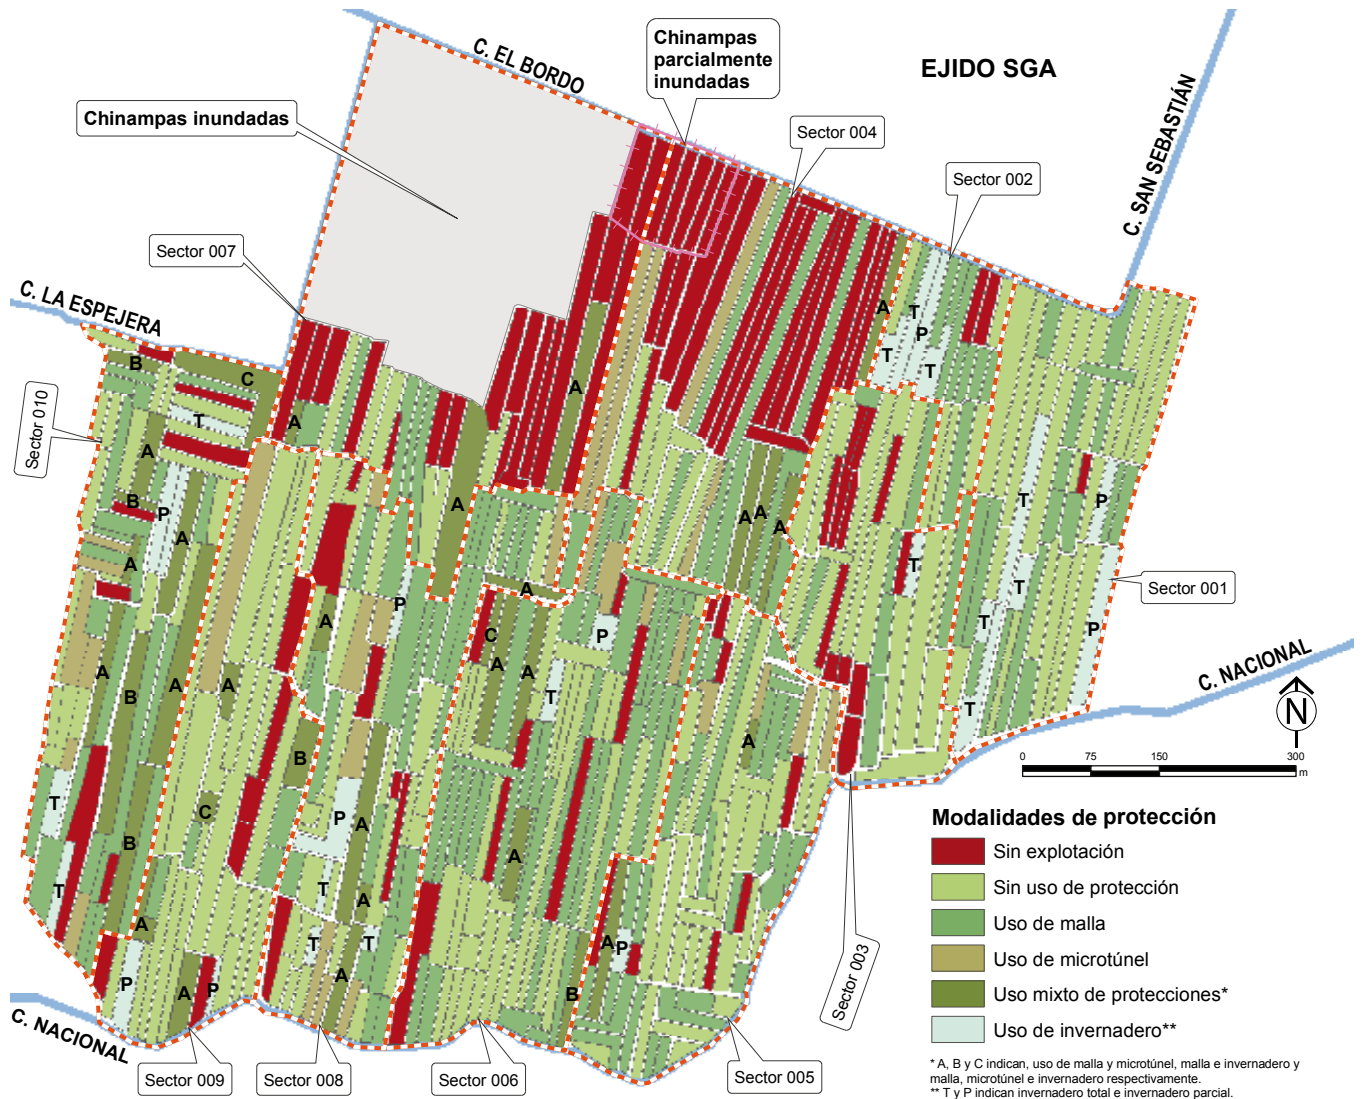 C. EL BORDO
Chinampas
parcialmente
inundadas
EJIDO SGA
C. SAN SEBASTIÁN
Chinampas inundadas
Sector 004
Sector 002
Sector 007
C. LA ESPEJERA
Sector 010
Sector 001
C. NACIONAL
N
0 75 150 300
m
Sector 003
C. NACIONAL
Sector 009
Sector 008
Sector 006
Sector 005
B
C
T
A
B
P
A
A
A
B
A
T
B
T
A
P
A
P
A
A
A
A
C
B
A
P
P
A
T
A
T
T
A
A
C
A
A
T
P
A
A
B
A
P
A
A
A
A
A
T
P
T
T
T
T
P
T
T
P
T
Modalidades de protección
Sin explotación
Sin uso de protección
Uso de malla
Uso de microtúnel
Uso mixto de protecciones*
Uso de invernadero**
* A, B y C indican, uso de malla y microtúnel, malla e invernadero y
malla, microtúnel e invernadero respectivamente.
** T y P indican invernadero total e invernadero parcial.